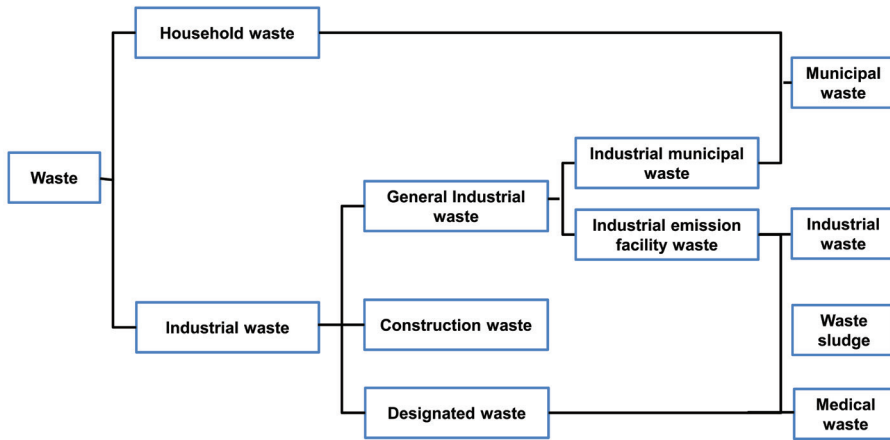 Household waste
Municipal
waste
Waste
Industrial municipal
waste
General Industrial
waste
Industrial emission
facility waste
Industrial
waste
Industrial waste
Construction waste
Waste
sludge
Designated waste
Medical
waste